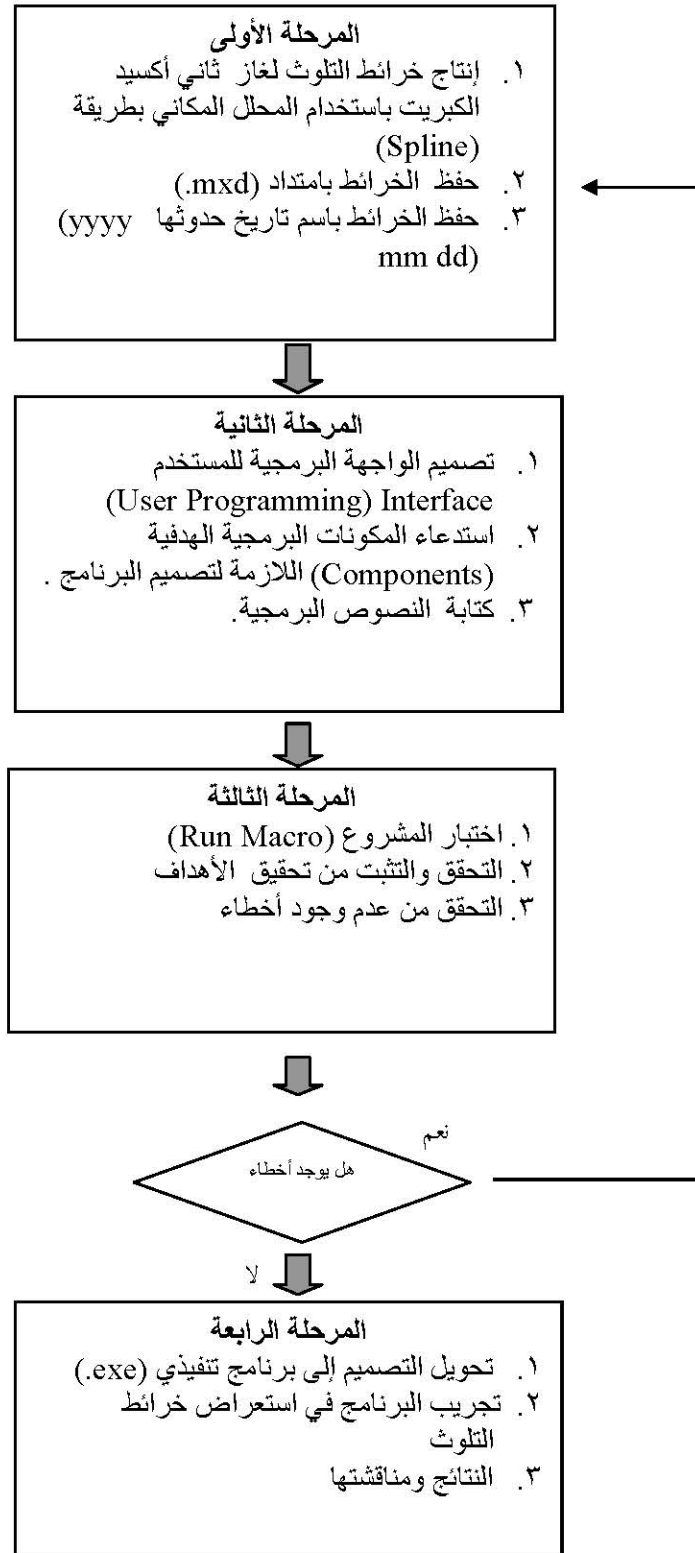 المرحلة الأولى
١. إنتاج خرائط التلوث لغاز ثاني أكسيد
الكبريت باستخدام المحلل المكاني بطريقة
(Spline)
٢. حفظ الخرائط بامتداد (mxd.)
٣. حفظ الخرائط باسم تاريخ حدوثها (yyyy
mm dd)
المرحلة الثانية
١. تصميم الواجهة البرمجية للمستخدم
(User Programming) Interface
٢. استدعاء المكونات البرمجية الهدفية
(Components) اللازمة لتصميم البرنامج .
٣. كتابة النصوص البرمجية.
المرحلة الثالثة
١. اختبار المشروع (Run Macro)
٢. التحقق والتثبت من تحقيق الأهداف
٣. التحقق من عدم وجود أخطاء
نعم
هل يوجد أخطاء
لا
المرحلة الرابعة
١. تحويل التصميم إلى برنامج تنفيذي (exe.)
٢. تجريب البرنامج في استعراض خرائط
التلوث
٣. النتائج ومناقشتها